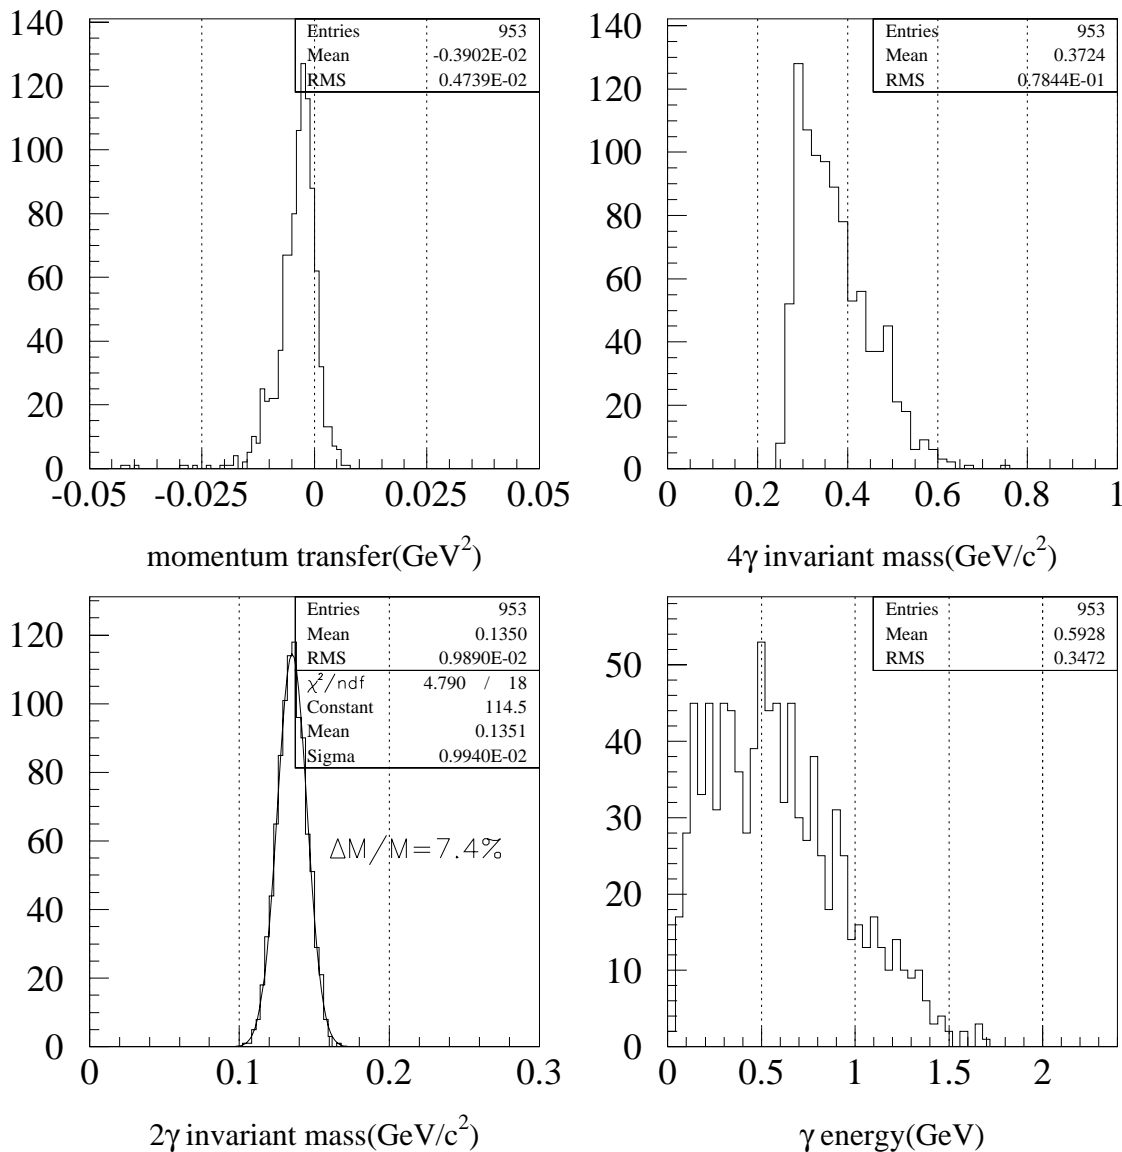 140
120
100
80
60
40
20
0
-0.05 -0.025 0 0.025 0.05
momentum transfer(GeV²)
Entries 953
Mean -0.3902E-02
RMS 0.4739E-02
140
120
100
80
60
40
20
0
0 0.2 0.4 0.6 0.8 1
4γ invariant mass(GeV/c²)
Entries 953
Mean 0.3724
RMS 0.7844E-01
120
100
80
60
40
20
0
0 0.1 0.2 0.3
2γ invariant mass(GeV/c²)
Entries 953
Mean 0.1350
RMS 0.9890E-02
χ²/ndf 4.790 / 18
Constant 114.5
Mean 0.1351
Sigma 0.9940E-02
ΔM/M=7.4%
50
40
30
20
10
0
0 0.5 1 1.5 2
γ energy(GeV)
Entries 953
Mean 0.5928
RMS 0.3472